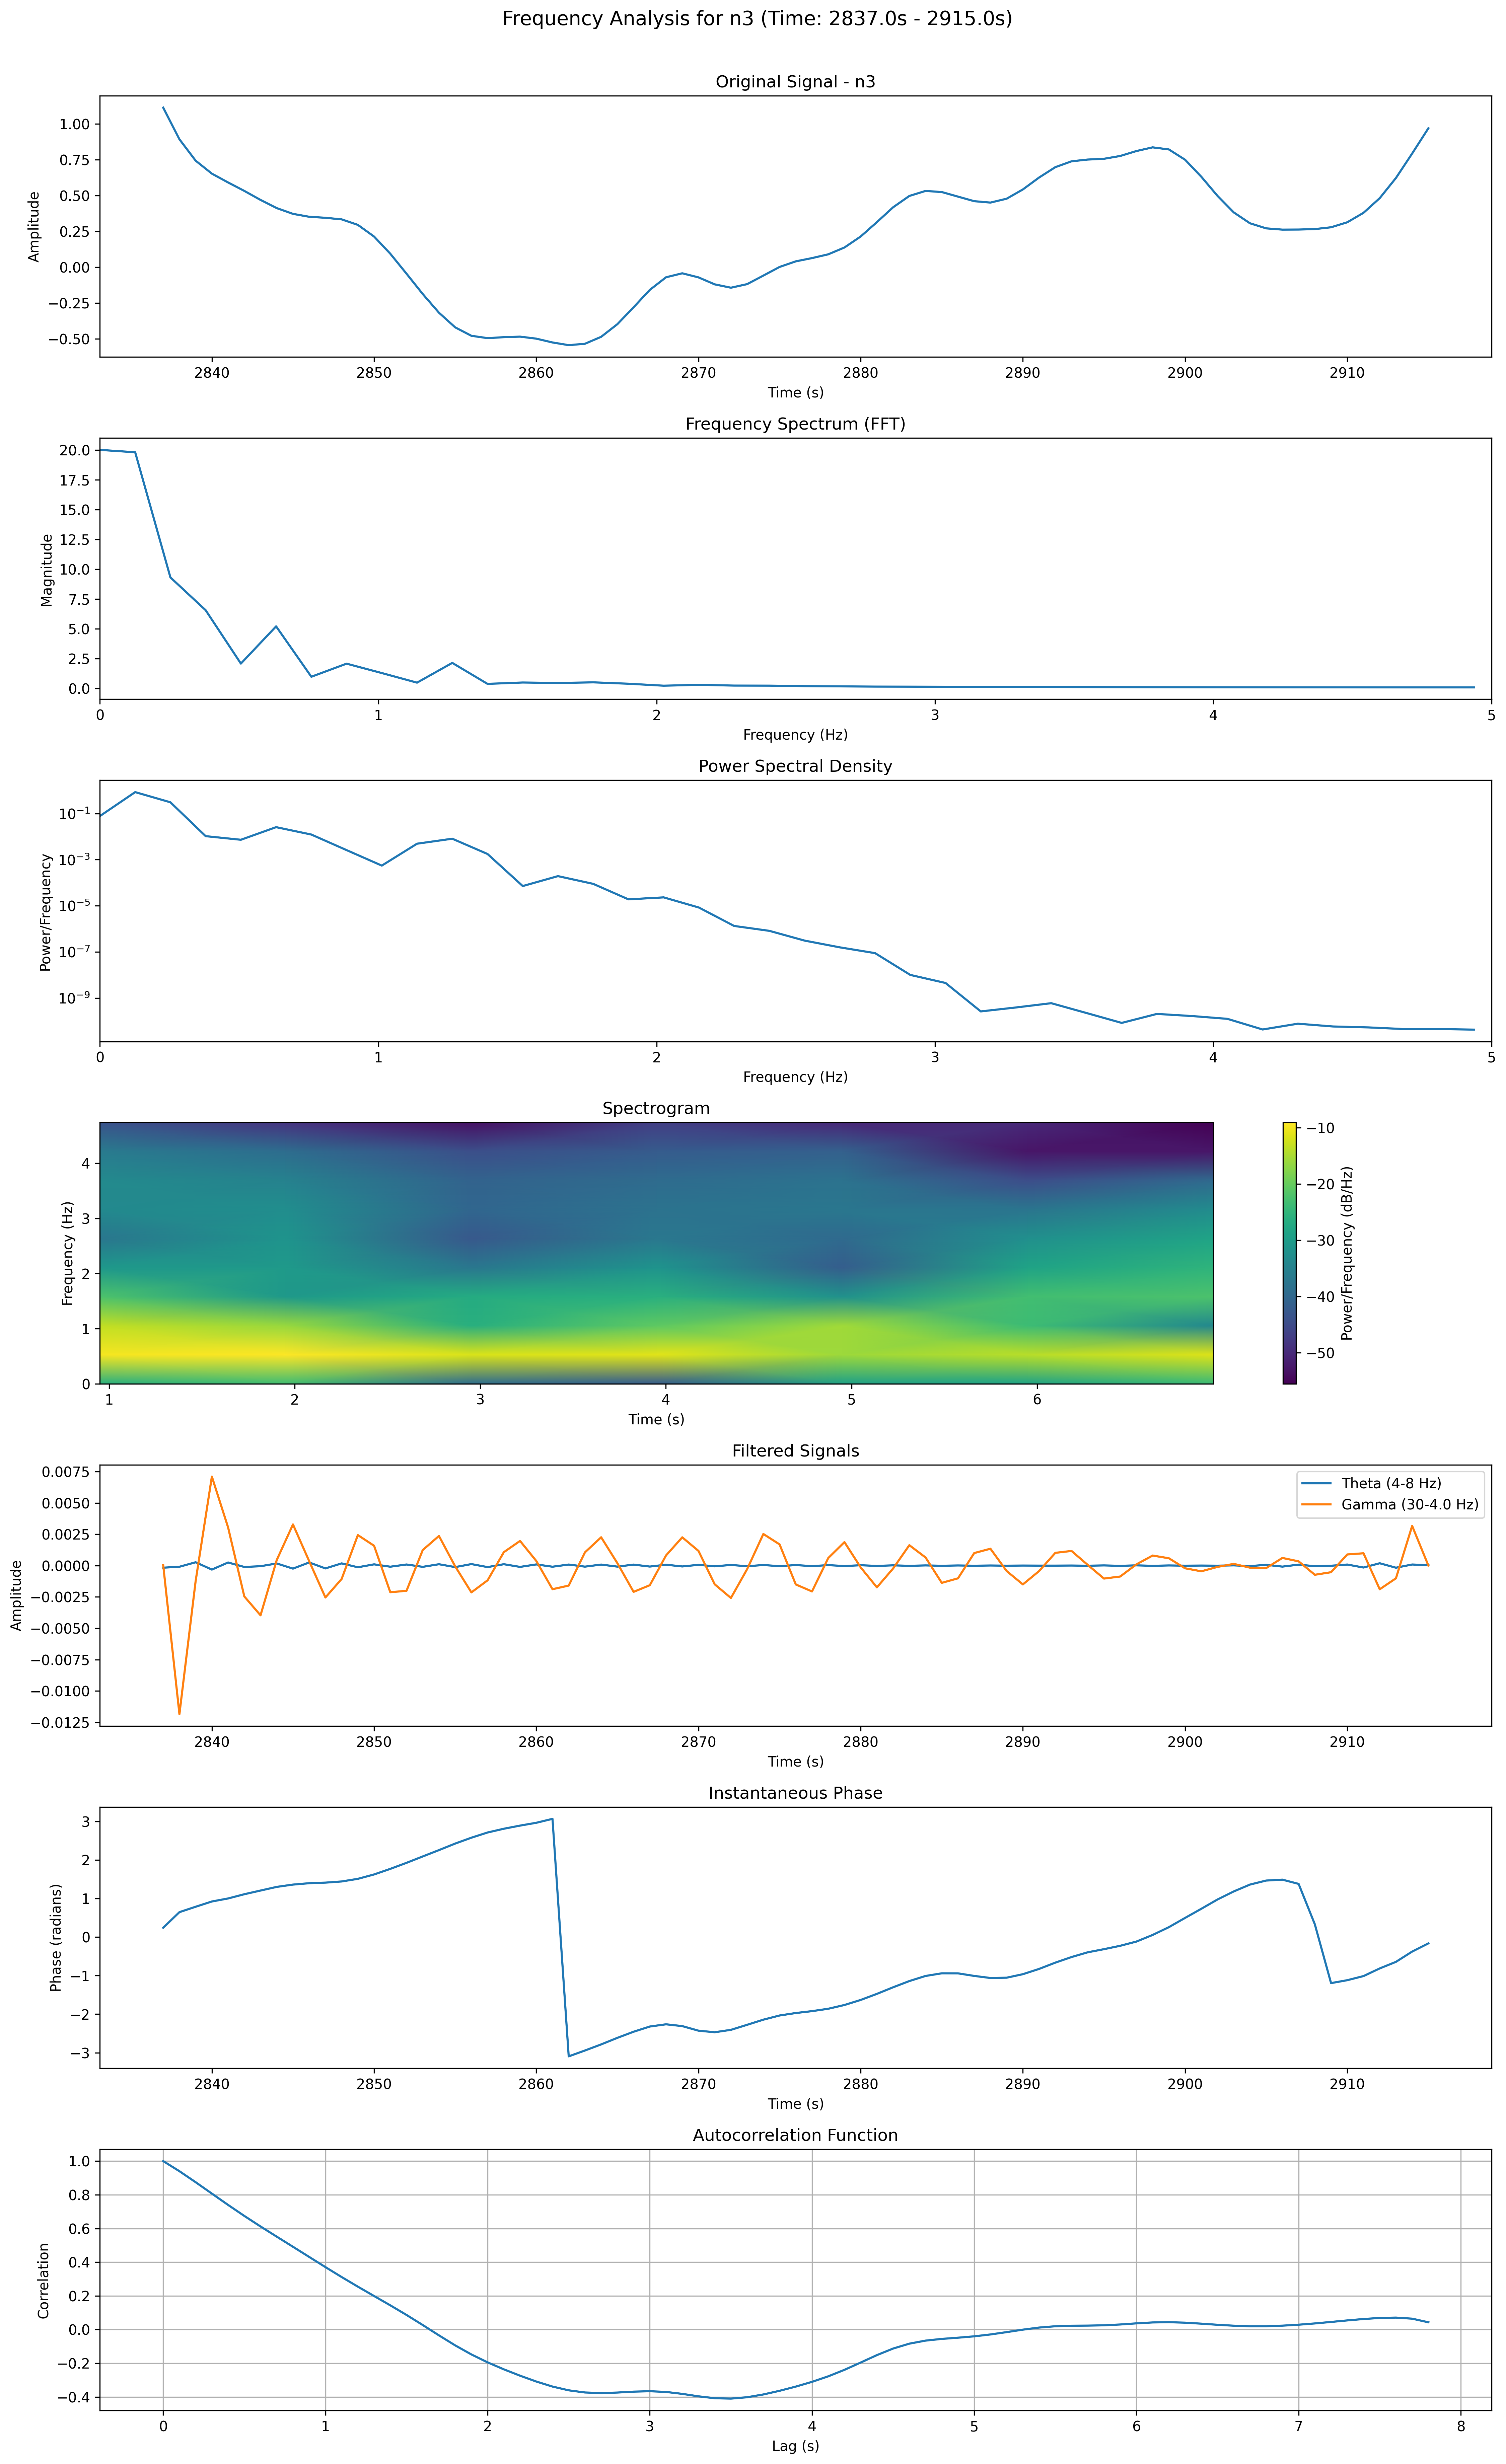 Frequency Analysis for n3 (Time: 2837.0s - 2915.0s)
Original Signal - n3
Amplitude
1.00
0.75
0.50
0.25
0.00
−0.25
−0.50
2840 2850 2860 2870 2880 2890 2900 2910
Time (s)
Frequency Spectrum (FFT)
Magnitude
20.0
17.5
15.0
12.5
10.0
7.5
5.0
2.5
0.0
0 1 2 3 4 5
Frequency (Hz)
Power Spectral Density
Power/Frequency
10⁻¹
10⁻³
10⁻⁵
10⁻⁷
10⁻⁹
0 1 2 3 4 5
Frequency (Hz)
Spectrogram
Frequency (Hz)
4
3
2
1
0
1 2 3 4 5 6
Time (s)
−10
−20
−30
−40
−50
Power/Frequency (dB/Hz)
Filtered Signals
Amplitude
0.0075
0.0050
0.0025
0.0000
−0.0025
−0.0050
−0.0075
−0.0100
−0.0125
Theta (4-8 Hz)
Gamma (30-4.0 Hz)
2840 2850 2860 2870 2880 2890 2900 2910
Time (s)
Instantaneous Phase
Phase (radians)
3
2
1
0
−1
−2
−3
2840 2850 2860 2870 2880 2890 2900 2910
Time (s)
Autocorrelation Function
Correlation
1.0
0.8
0.6
0.4
0.2
0.0
−0.2
−0.4
0 1 2 3 4 5 6 7 8
Lag (s)